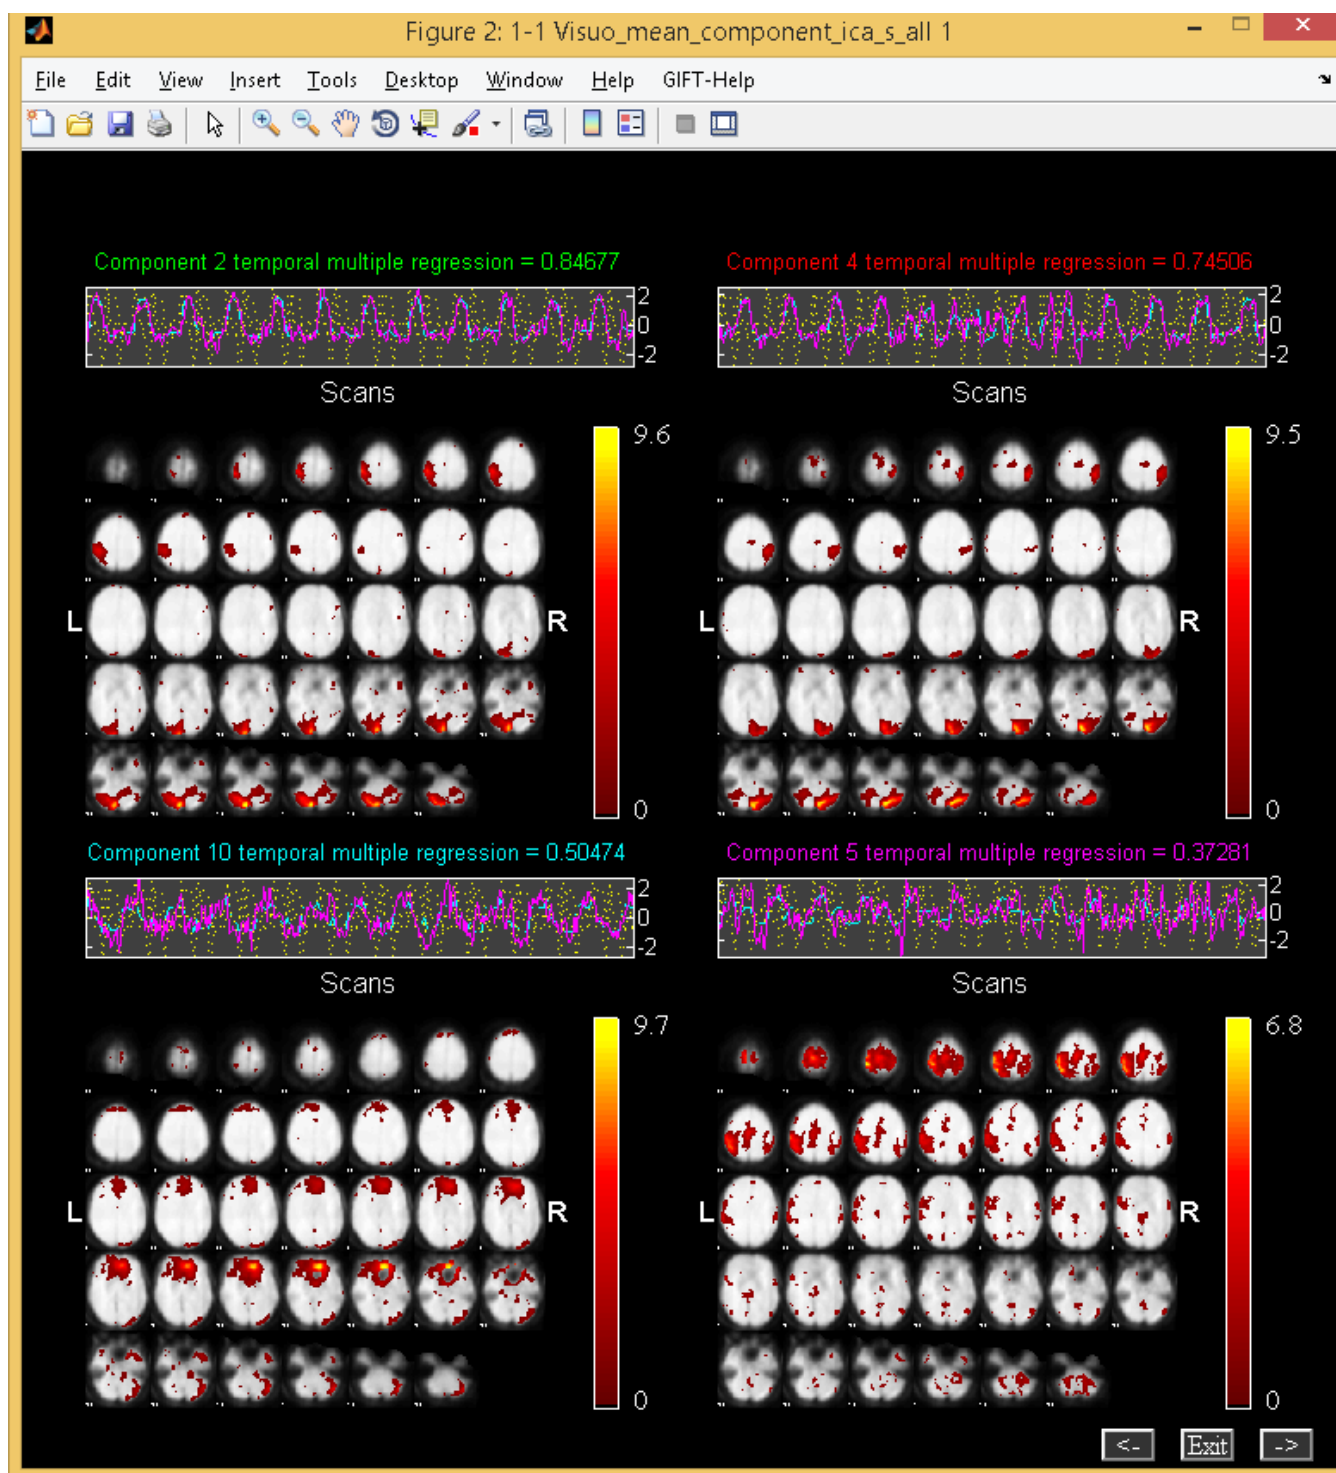 Figure 2: 1-1 Visuo_mean_component_ica_s_all 1
File Edit View Insert Tools Desktop Window Help GIFT-Help
Component 2 temporal multiple regression = 0.84677
2
0
-2
Scans
9.6
L R
0
Component 4 temporal multiple regression = 0.74506
2
0
-2
Scans
9.5
L R
0
Component 10 temporal multiple regression = 0.50474
2
0
-2
Scans
9.7
L R
0
Component 5 temporal multiple regression = 0.37281
2
0
-2
Scans
6.8
L R
0
<- Exit ->